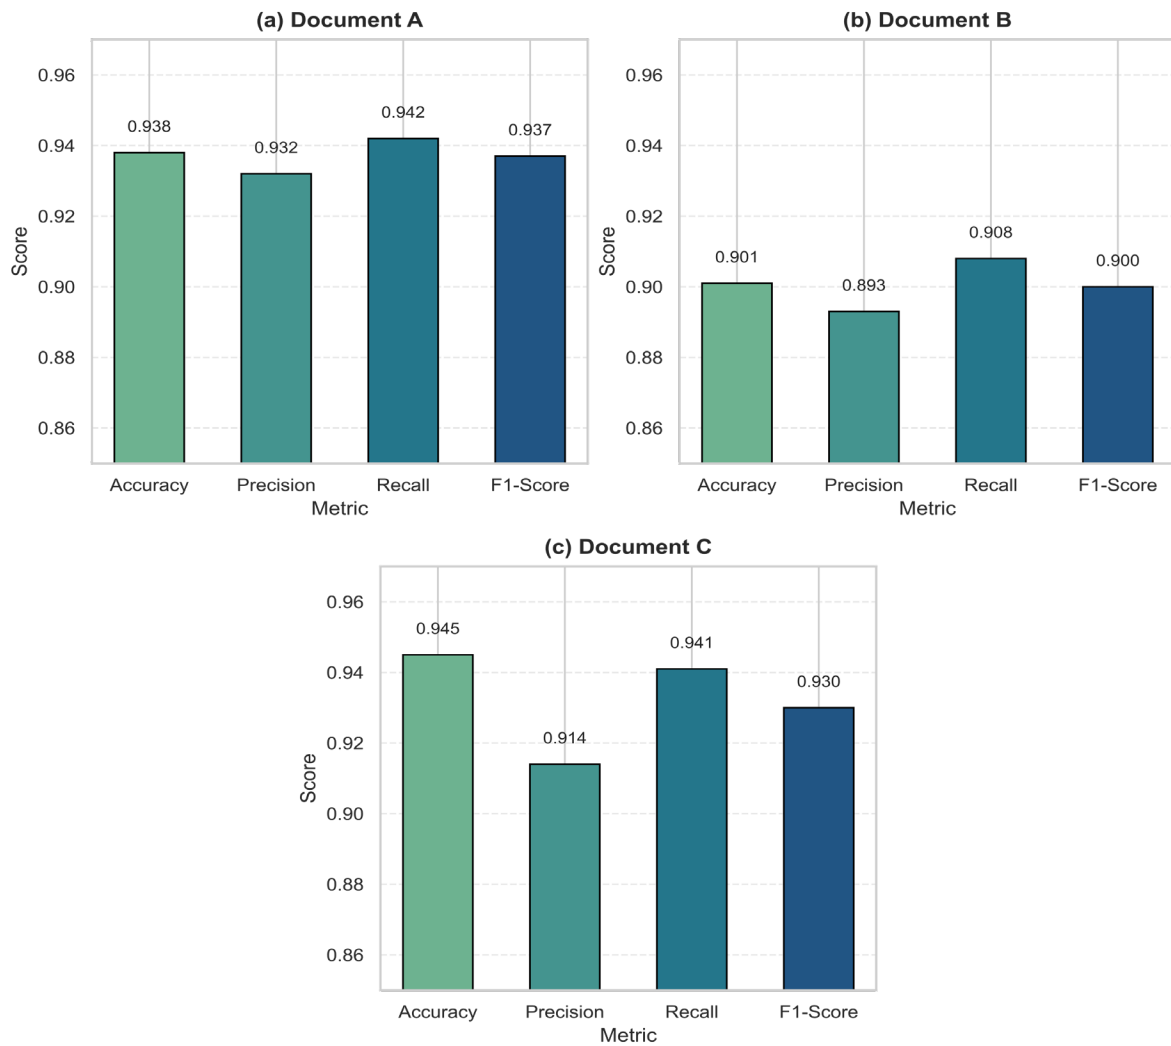 (a) Document A
(b) Document B
0.96
0.94
0.92
0.90
0.88
0.86
Score
0.938
0.932
0.942
0.937
Accuracy
Precision
Recall
F1-Score
Metric
0.96
0.94
0.92
0.90
0.88
0.86
Score
0.901
0.893
0.908
0.900
Accuracy
Precision
Recall
F1-Score
Metric
(c) Document C
0.96
0.94
0.92
0.90
0.88
0.86
Score
0.945
0.914
0.941
0.930
Accuracy
Precision
Recall
F1-Score
Metric